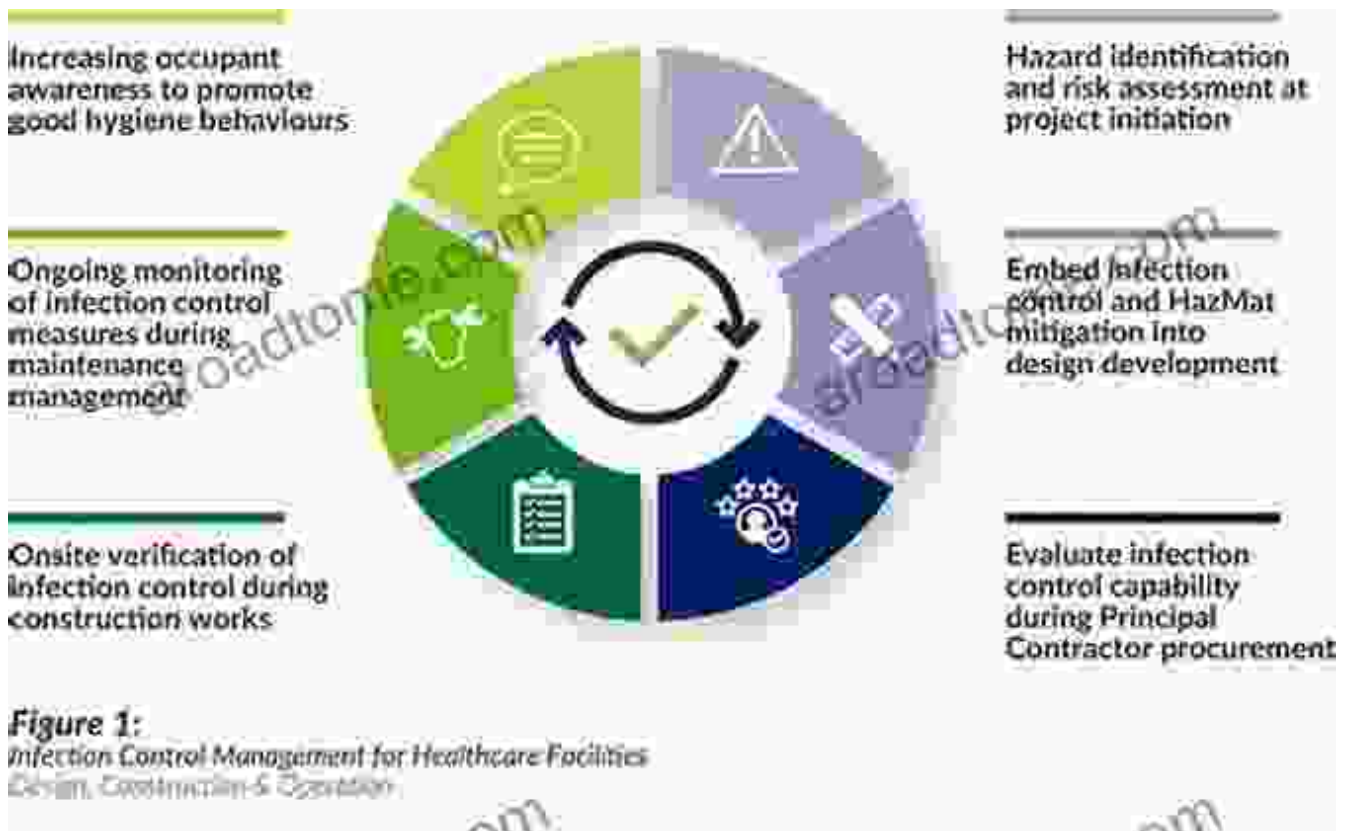 Increasing occupant
awareness to promote
good hygiene behaviours
Hazard identification
and risk assessment at
project initiation
Ongoing monitoring
of infection control
measures during
maintenance
management
Embed infection
control and HazMat
mitigation into
design development
Onsite verification of
infection control during
construction works
Evaluate infection
control capability
during Principal
Contractor procurement
Figure 1:
Infection Control Management for Healthcare Facilities
Design, Construction & Operation